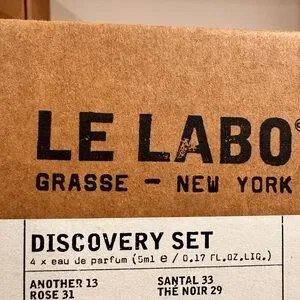 LE LABO®
GRASSE — NEW YORK
DISCOVERY SET
4 x eau de parfum (5ml e / 0.17 FL.OZ.LIG.)
ANOTHER 13 SANTAL 33
ROSE 31 THÉ NOIR 29